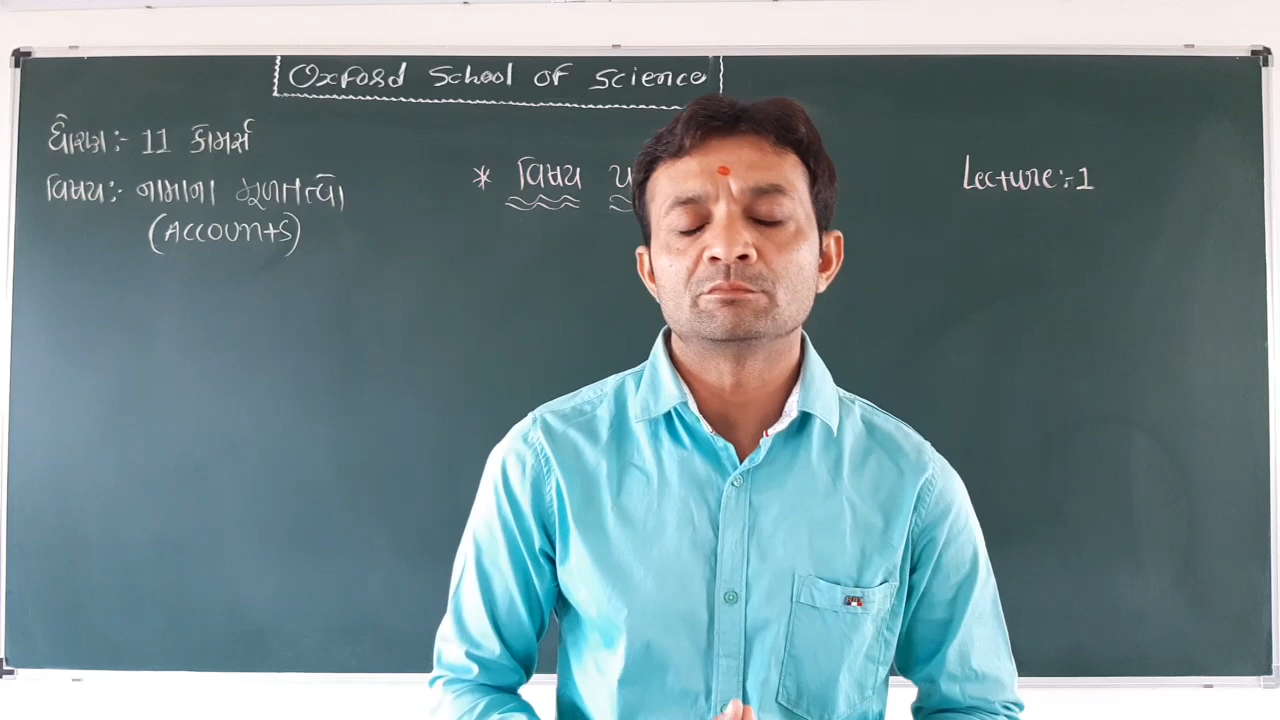 Oxford School of Science
ધોરણ:- 11 કામર્સ
વિષય:- નામાના મૂળતત્વો
(Accounts)
* વિષય
Lecture:-1